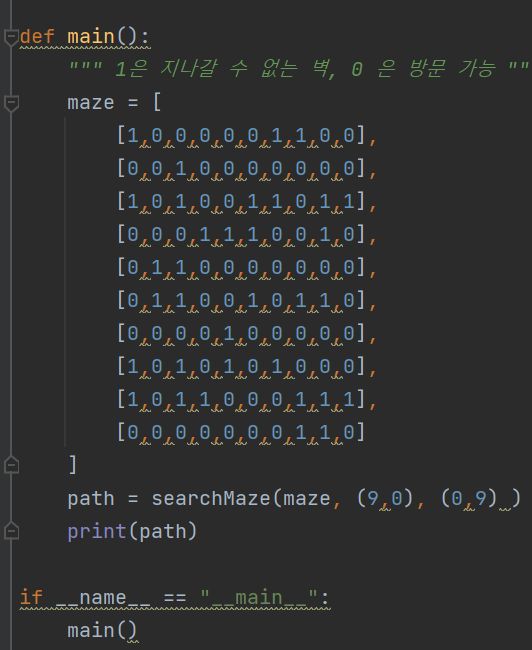 def main():
    """ 1은 지나갈 수 없는 벽, 0 은 방문 가능 ""
    maze = [
        [1,0,0,0,0,0,1,1,0,0],
        [0,0,1,0,0,0,0,0,0,0],
        [1,0,1,0,0,1,1,0,1,1],
        [0,0,0,1,1,1,0,0,1,0],
        [0,1,1,0,0,0,0,0,0,0],
        [0,1,1,0,0,1,0,1,1,0],
        [0,0,0,0,1,0,0,0,0,0],
        [1,0,1,0,1,0,1,0,0,0],
        [1,0,1,1,0,0,0,1,1,1],
        [0,0,0,0,0,0,0,1,1,0]
    ]
    path = searchMaze(maze, (9,0), (0,9) )
    print(path)
if __name__ == "__main__":
    main()